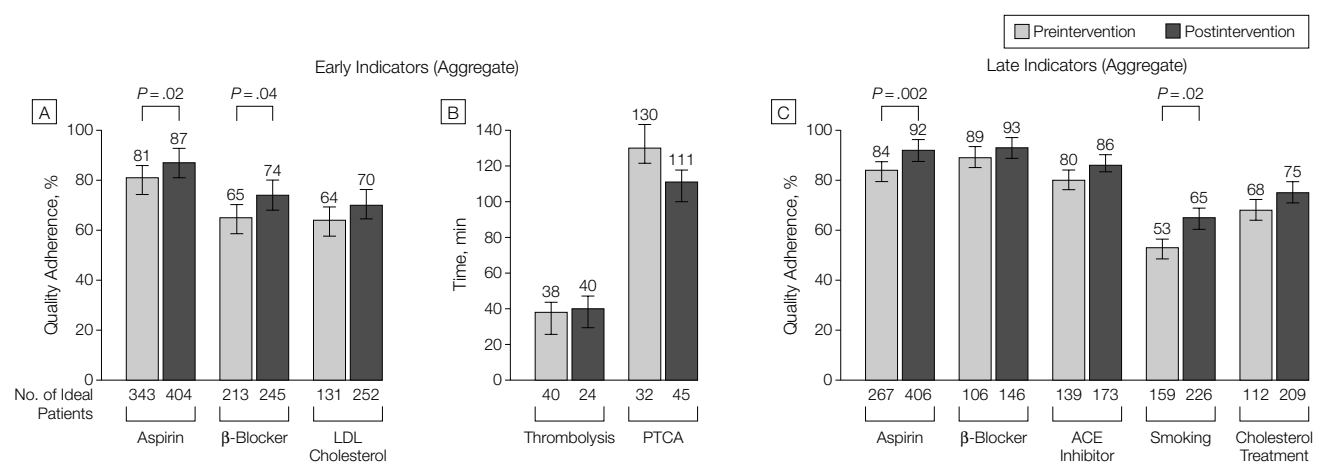 Preintervention Postintervention
Early Indicators (Aggregate)
Late Indicators (Aggregate)
A
P = .02 P = .04
Quality Adherence, %
100
80
60
40
20
0
81 87 65 74 64 70
No. of Ideal
Patients
343 404 213 245 131 252
Aspirin β-Blocker LDL
Cholesterol
B
Time, min
140
120
100
80
60
40
20
0
38 40 130 111
40 24 32 45
Thrombolysis PTCA
C
P = .002 P = .02
Quality Adherence, %
100
80
60
40
20
0
84 92 89 93 80 86 53 65 68 75
267 406 106 146 139 173 159 226 112 209
Aspirin β-Blocker ACE Smoking Cholesterol
Inhibitor Treatment